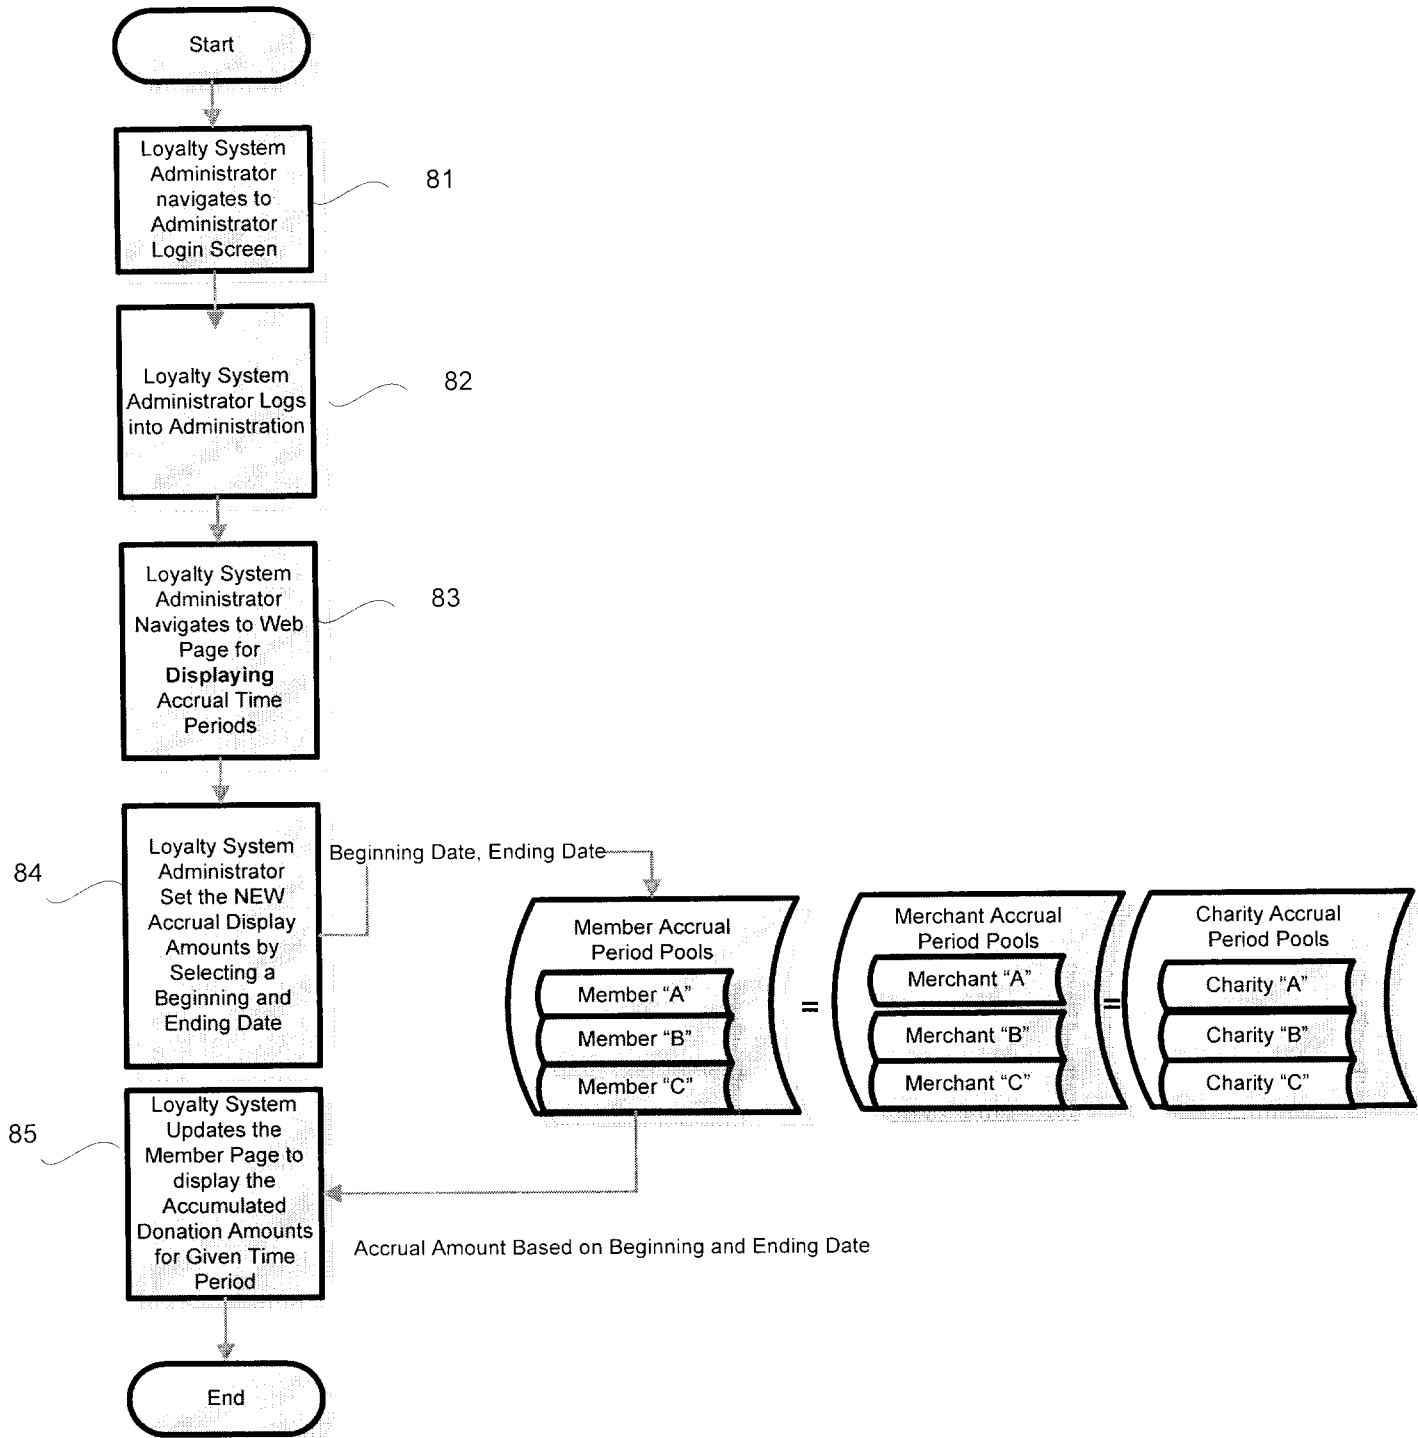 Start
Loyalty System
Administrator
navigates to
Administrator
Login Screen
81
Loyalty System
Administrator Logs
into Administration
82
Loyalty System
Administrator
Navigates to Web
Page for
Displaying
Accrual Time
Periods
83
Loyalty System
Administrator
Set the NEW
Accrual Display
Amounts by
Selecting a
Beginning and
Ending Date
84
Beginning Date, Ending Date
Member Accrual
Period Pools
Member “A”
Member “B”
Member “C”
=
Merchant Accrual
Period Pools
Merchant “A”
Merchant “B”
Merchant “C”
=
Charity Accrual
Period Pools
Charity “A”
Charity “B”
Charity “C”
Loyalty System
Updates the
Member Page to
display the
Accumulated
Donation Amounts
for Given Time
Period
85
Accrual Amount Based on Beginning and Ending Date
End